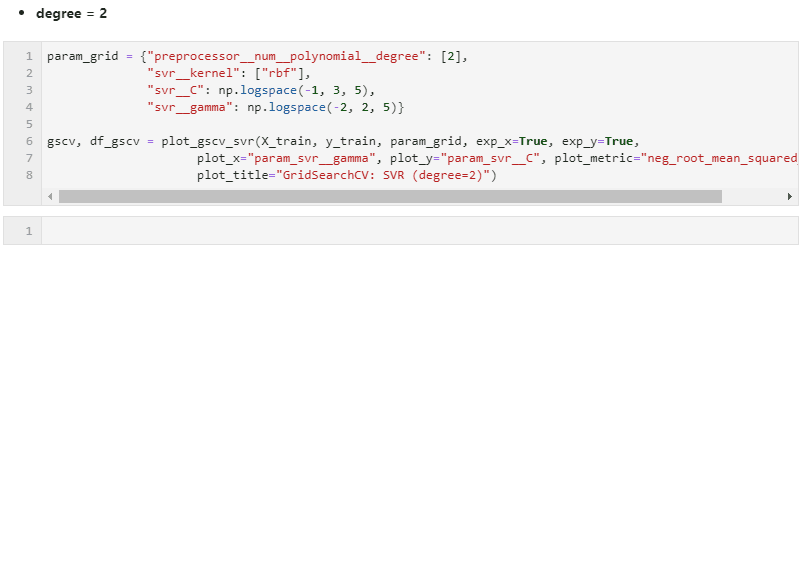 • degree = 2
1 param_grid = {"preprocessor__num__polynomial__degree": [2],
2 "svr__kernel": ["rbf"],
3 "svr__C": np.logspace(-1, 3, 5),
4 "svr__gamma": np.logspace(-2, 2, 5)}
5
6 gscv, df_gscv = plot_gscv_svr(X_train, y_train, param_grid, exp_x=True, exp_y=True,
7 plot_x="param_svr__gamma", plot_y="param_svr__C", plot_metric="neg_root_mean_squared
8 plot_title="GridSearchCV: SVR (degree=2)")
1